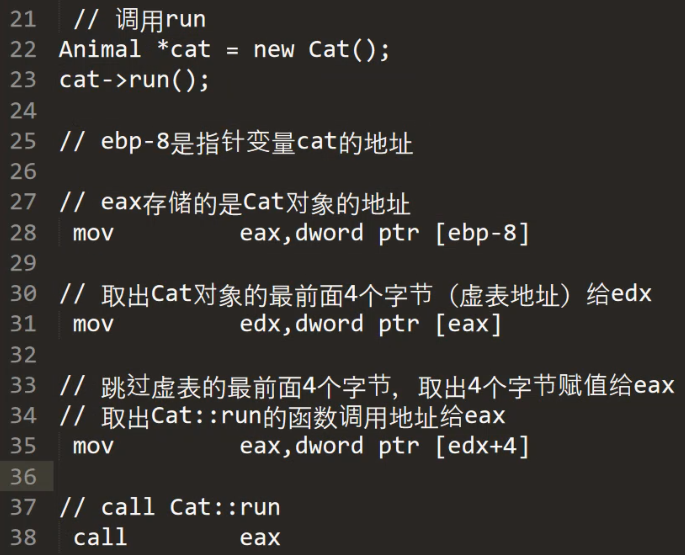 21 // 调用run
22 Animal *cat = new Cat();
23 cat->run();
24
25 // ebp-8是指针变量cat的地址
26
27 // eax存储的是Cat对象的地址
28 mov eax,dword ptr [ebp-8]
29
30 // 取出Cat对象的最前面4个字节（虚表地址）给edx
31 mov edx,dword ptr [eax]
32
33 // 跳过虚表的最前面4个字节，取出4个字节赋值给eax
34 // 取出Cat::run的函数调用地址给eax
35 mov eax,dword ptr [edx+4]
36
37 // call Cat::run
38 call eax